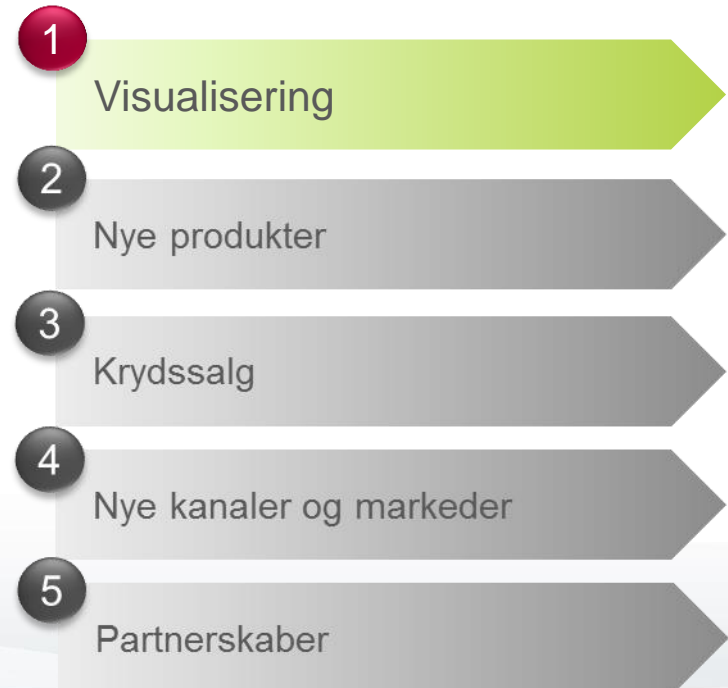 1
Visualisering
2
Nye produkter
3
Krydssalg
4
Nye kanaler og markeder
5
Partnerskaber